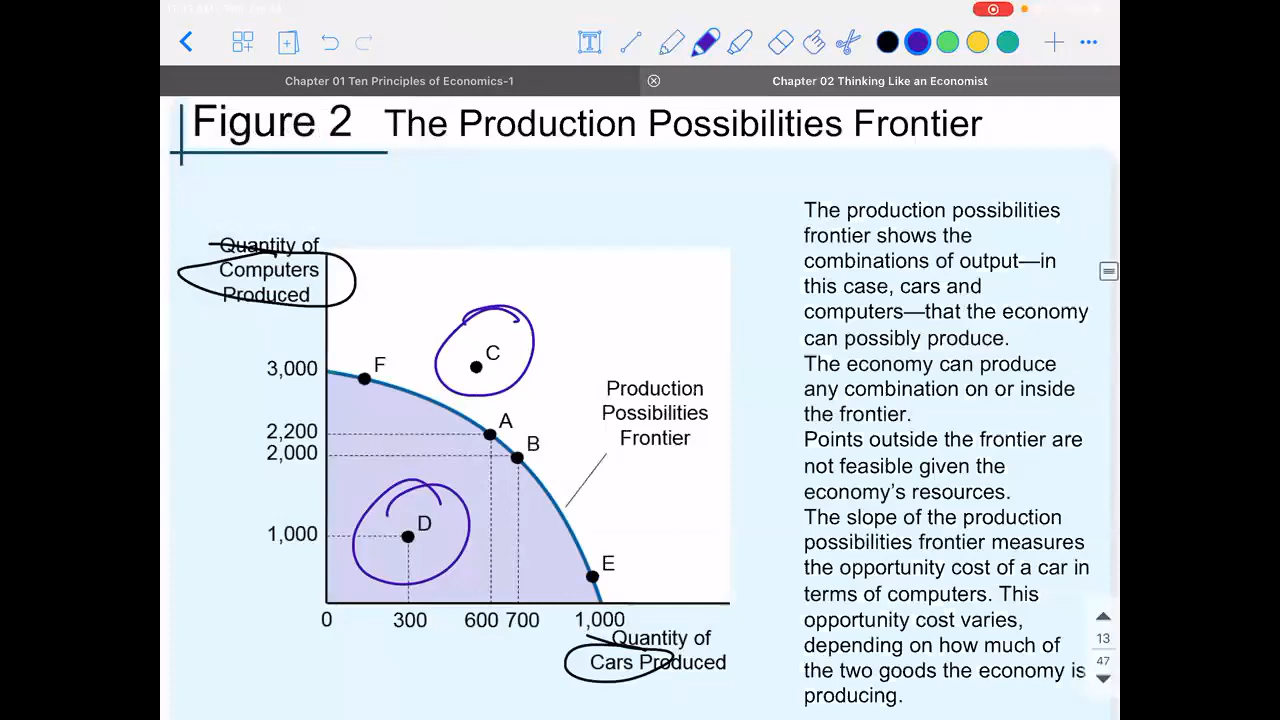 Chapter 01 Ten Principles of Economics-1
Chapter 02 Thinking Like an Economist
Figure 2 The Production Possibilities Frontier
Quantity of
Computers
Produced
3,000
2,200
2,000
1,000
F
C
A
B
D
E
Production
Possibilities
Frontier
0
300
600
700
1,000
Quantity of
Cars Produced
The production possibilities
frontier shows the
combinations of output—in
this case, cars and
computers—that the economy
can possibly produce.
The economy can produce
any combination on or inside
the frontier.
Points outside the frontier are
not feasible given the
economy's resources.
The slope of the production
possibilities frontier measures
the opportunity cost of a car in
terms of computers. This
opportunity cost varies,
depending on how much of
the two goods the economy is
producing.
13
47